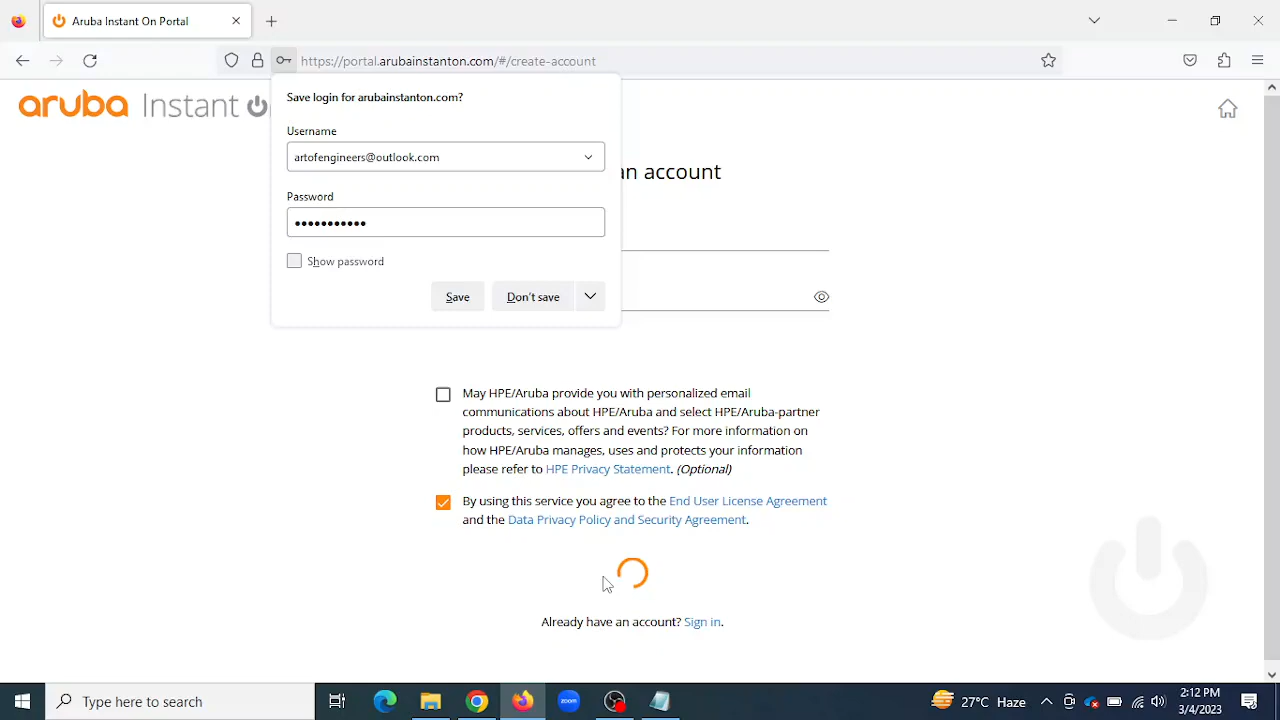 Aruba Instant On Portal
https://portal.arubainstanton.com/#/create-account
aruba Instant
Save login for arubainstanton.com?
Username
artofengineers@outlook.com
Password
•••••••••••
Show password
Save
Don't save
an account
May HPE/Aruba provide you with personalized email
communications about HPE/Aruba and select HPE/Aruba-partner
products, services, offers and events? For more information on
how HPE/Aruba manages, uses and protects your information
please refer to HPE Privacy Statement. (Optional)
By using this service you agree to the End User License Agreement
and the Data Privacy Policy and Security Agreement.
Already have an account? Sign in.
Type here to search
zoom
27°C Haze
2:12 PM
3/4/2023